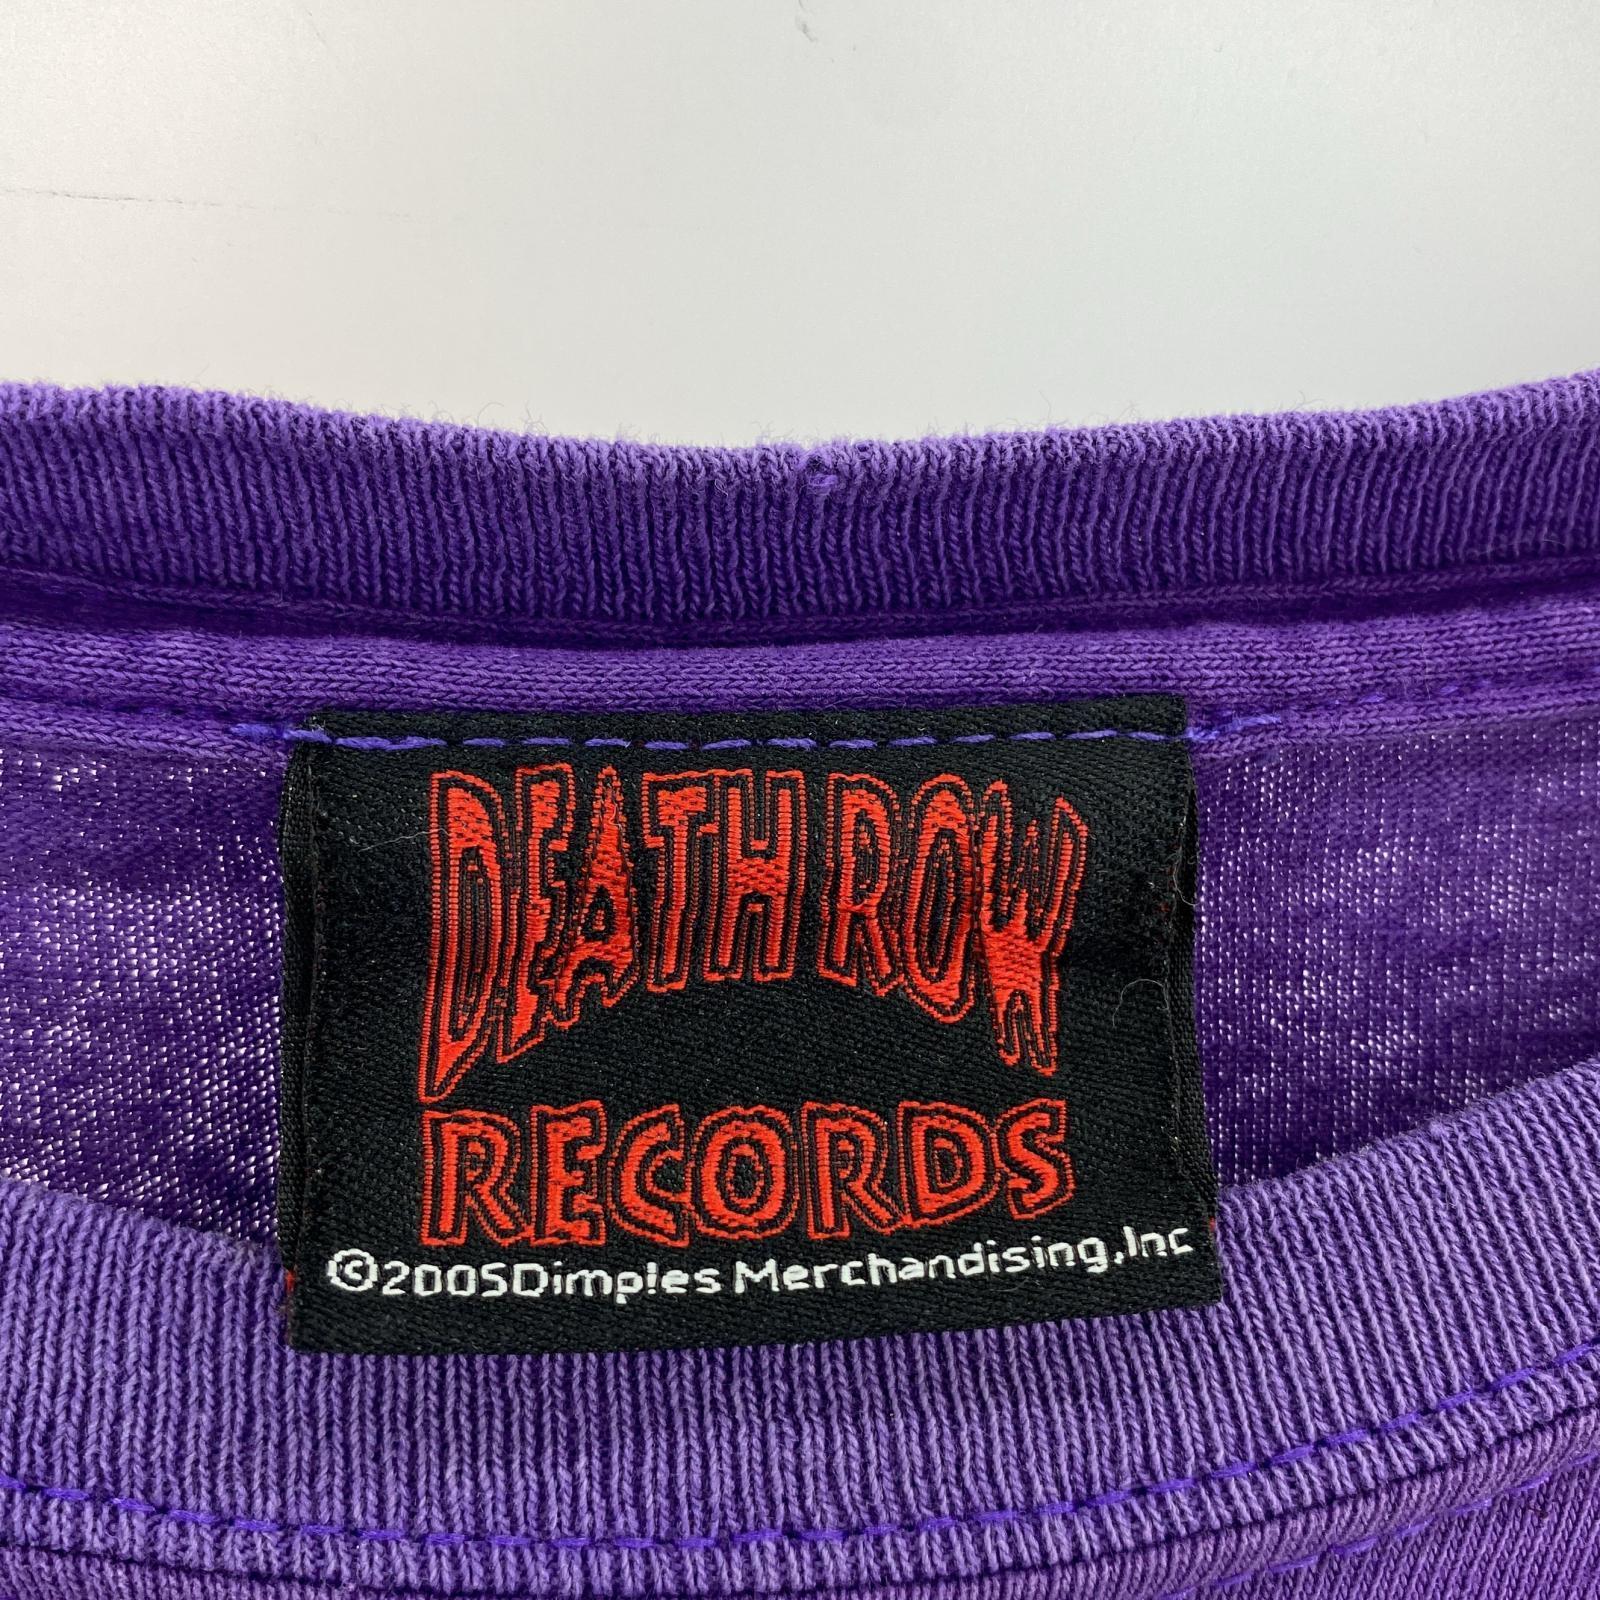 DEATH ROW
RECORDS
©2005Dimples Merchandising,Inc